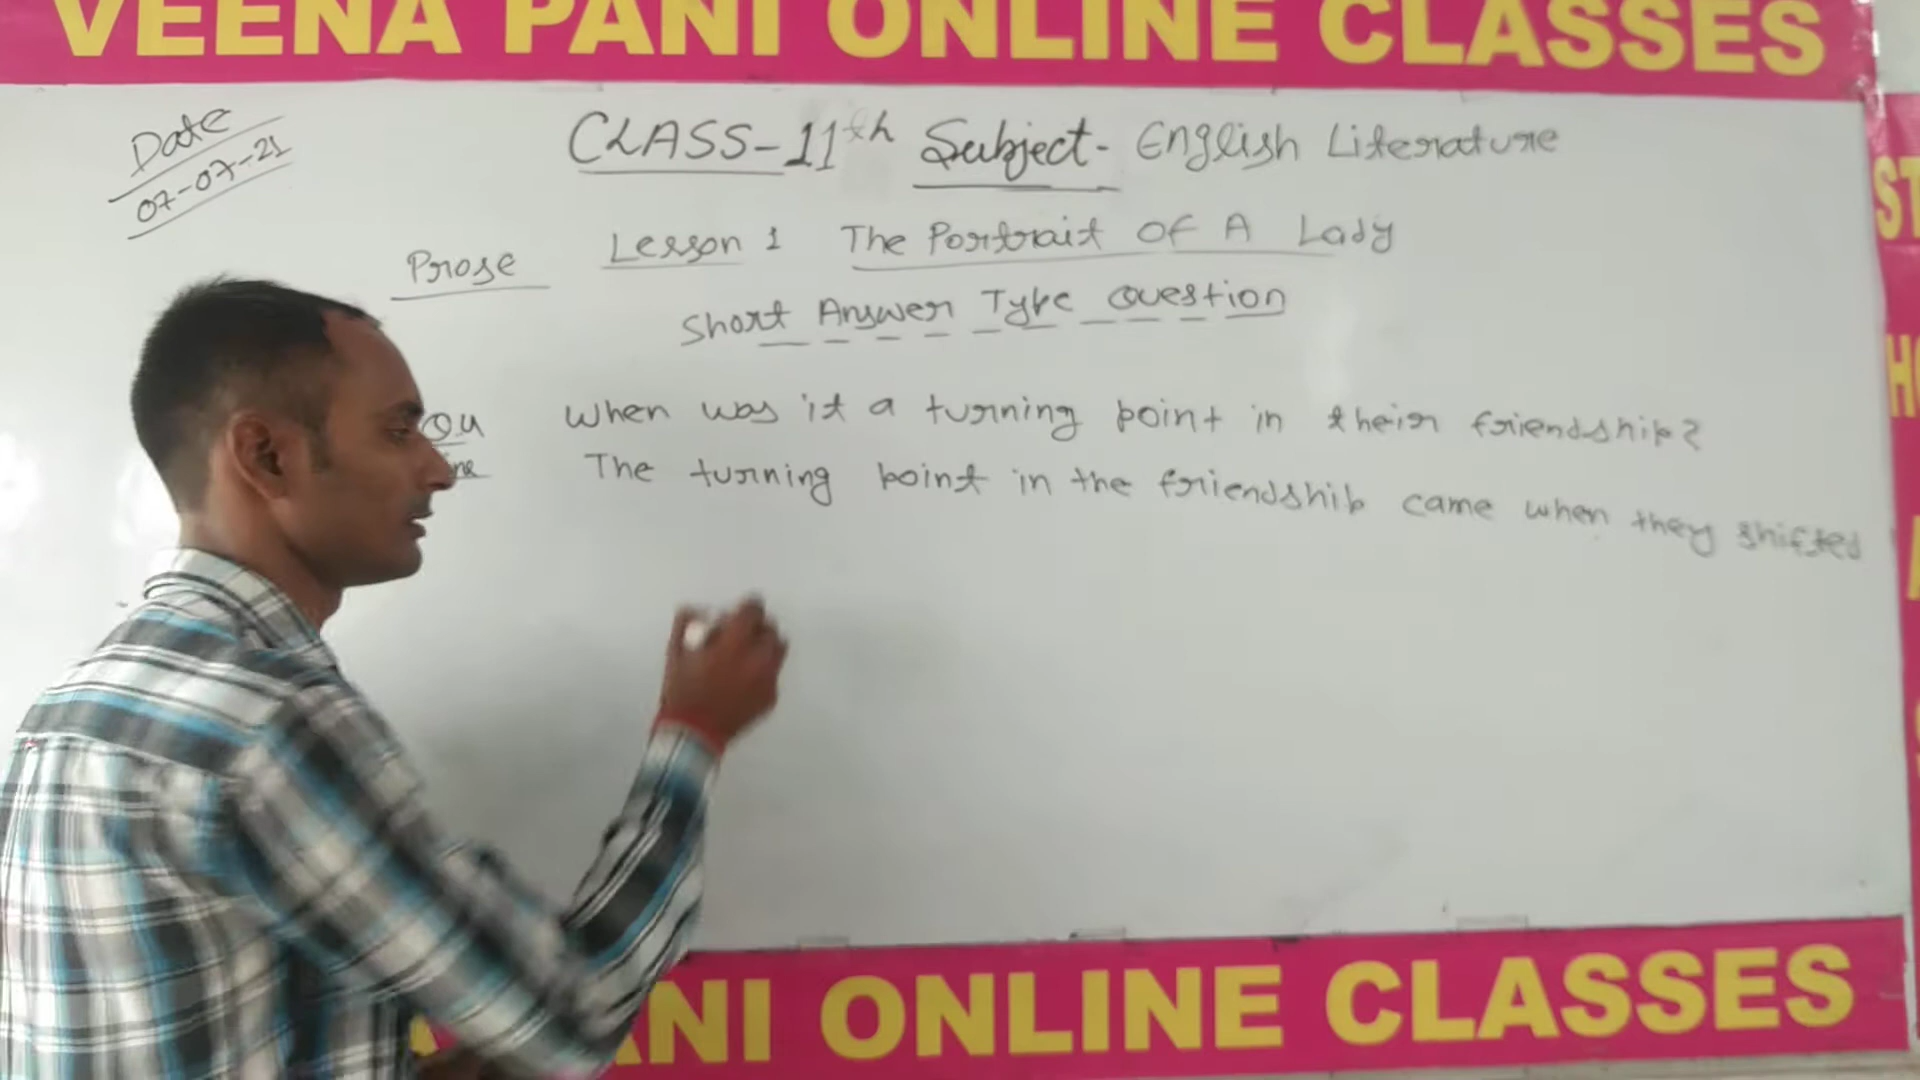 VEENA PANI ONLINE CLASSES
Date
07-07-21
CLASS-11th Subject- English Literature
Prose Lesson 1 The Portrait Of A Lady
Short Answer Type Question
When was it a turning point in their friendship?
The turning point in the friendship came when they shifted
ST
PANI ONLINE CLASSES